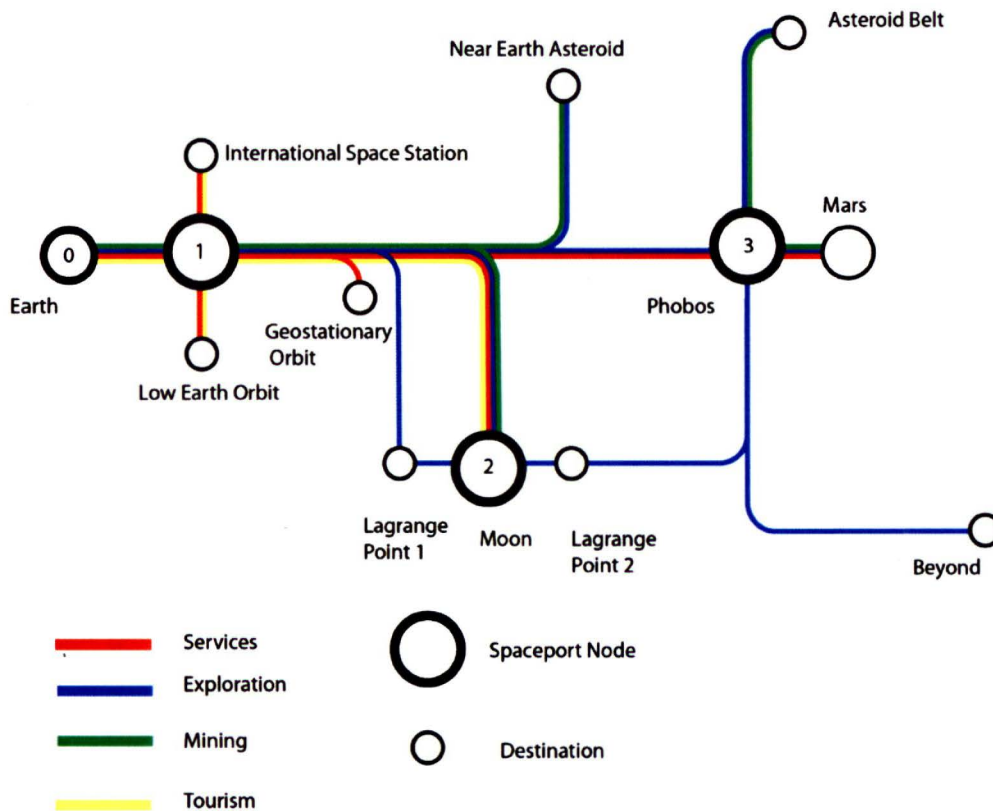 Asteroid Belt
Near Earth Asteroid
International Space Station
Mars
0
1
3
Earth
Phobos
Geostationary
Orbit
Low Earth Orbit
2
Lagrange
Point 1
Moon
Lagrange
Point 2
Beyond
Services
Spaceport Node
Exploration
Mining
Destination
Tourism